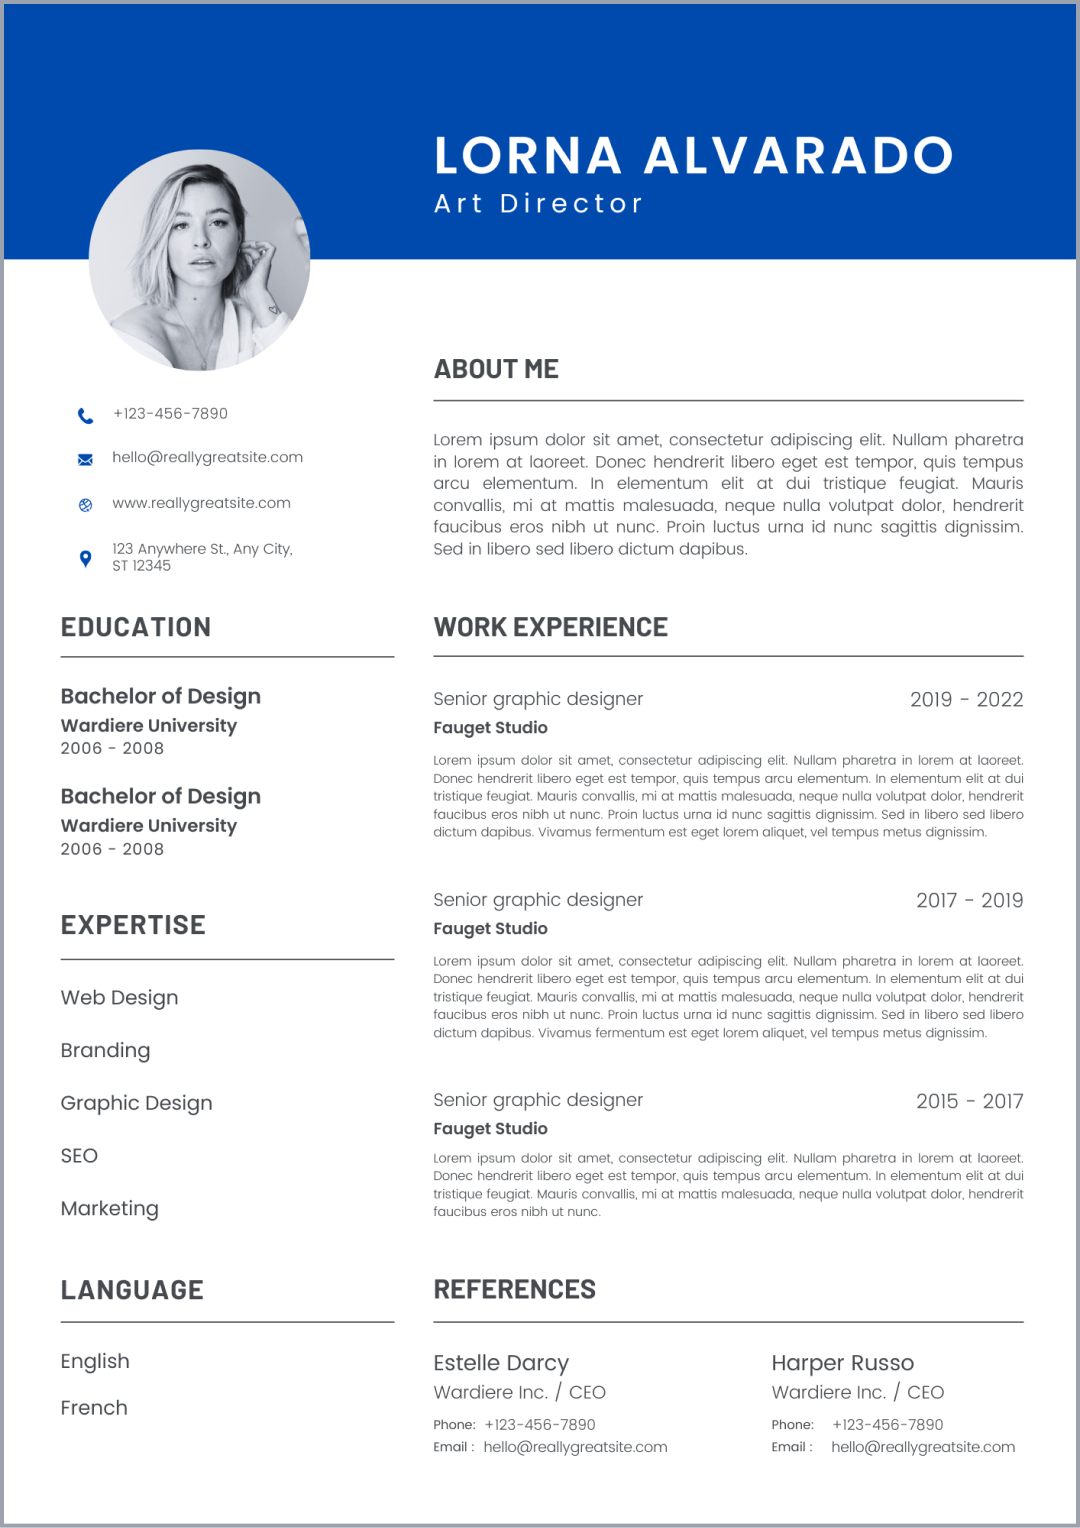 LORNA ALVARADO
Art Director
+123-456-7890
hello@reallygreatsite.com
www.reallygreatsite.com
123 Anywhere St., Any City,
ST 12345
EDUCATION
Bachelor of Design
Wardiere University
2006 - 2008
Bachelor of Design
Wardiere University
2006 - 2008
EXPERTISE
Web Design
Branding
Graphic Design
SEO
Marketing
LANGUAGE
English
French
ABOUT ME
Lorem ipsum dolor sit amet, consectetur adipiscing elit. Nullam pharetra
in lorem at laoreet. Donec hendrerit libero eget est tempor, quis tempus
arcu elementum. In elementum elit at dui tristique feugiat. Mauris
convallis, mi at mattis malesuada, neque nulla volutpat dolor, hendrerit
faucibus eros nibh ut nunc. Proin luctus urna id nunc sagittis dignissim.
Sed in libero sed libero dictum dapibus.
WORK EXPERIENCE
Senior graphic designer 2019 - 2022
Fauget Studio
Lorem ipsum dolor sit amet, consectetur adipiscing elit. Nullam pharetra in lorem at laoreet.
Donec hendrerit libero eget est tempor, quis tempus arcu elementum. In elementum elit at dui
tristique feugiat. Mauris convallis, mi at mattis malesuada, neque nulla volutpat dolor, hendrerit
faucibus eros nibh ut nunc. Proin luctus urna id nunc sagittis dignissim. Sed in libero sed libero
dictum dapibus. Vivamus fermentum est eget lorem aliquet, vel tempus metus dignissim.
Senior graphic designer 2017 - 2019
Fauget Studio
Lorem ipsum dolor sit amet, consectetur adipiscing elit. Nullam pharetra in lorem at laoreet.
Donec hendrerit libero eget est tempor, quis tempus arcu elementum. In elementum elit at dui
tristique feugiat. Mauris convallis, mi at mattis malesuada, neque nulla volutpat dolor, hendrerit
faucibus eros nibh ut nunc. Proin luctus urna id nunc sagittis dignissim. Sed in libero sed libero
dictum dapibus. Vivamus fermentum est eget lorem aliquet, vel tempus metus dignissim.
Senior graphic designer 2015 - 2017
Fauget Studio
Lorem ipsum dolor sit amet, consectetur adipiscing elit. Nullam pharetra in lorem at laoreet.
Donec hendrerit libero eget est tempor, quis tempus arcu elementum. In elementum elit at dui
tristique feugiat. Mauris convallis, mi at mattis malesuada, neque nulla volutpat dolor, hendrerit
faucibus eros nibh ut nunc.
REFERENCES
Estelle Darcy
Wardiere Inc. / CEO
Phone: +123-456-7890
Email : hello@reallygreatsite.com
Harper Russo
Wardiere Inc. / CEO
Phone: +123-456-7890
Email : hello@reallygreatsite.com